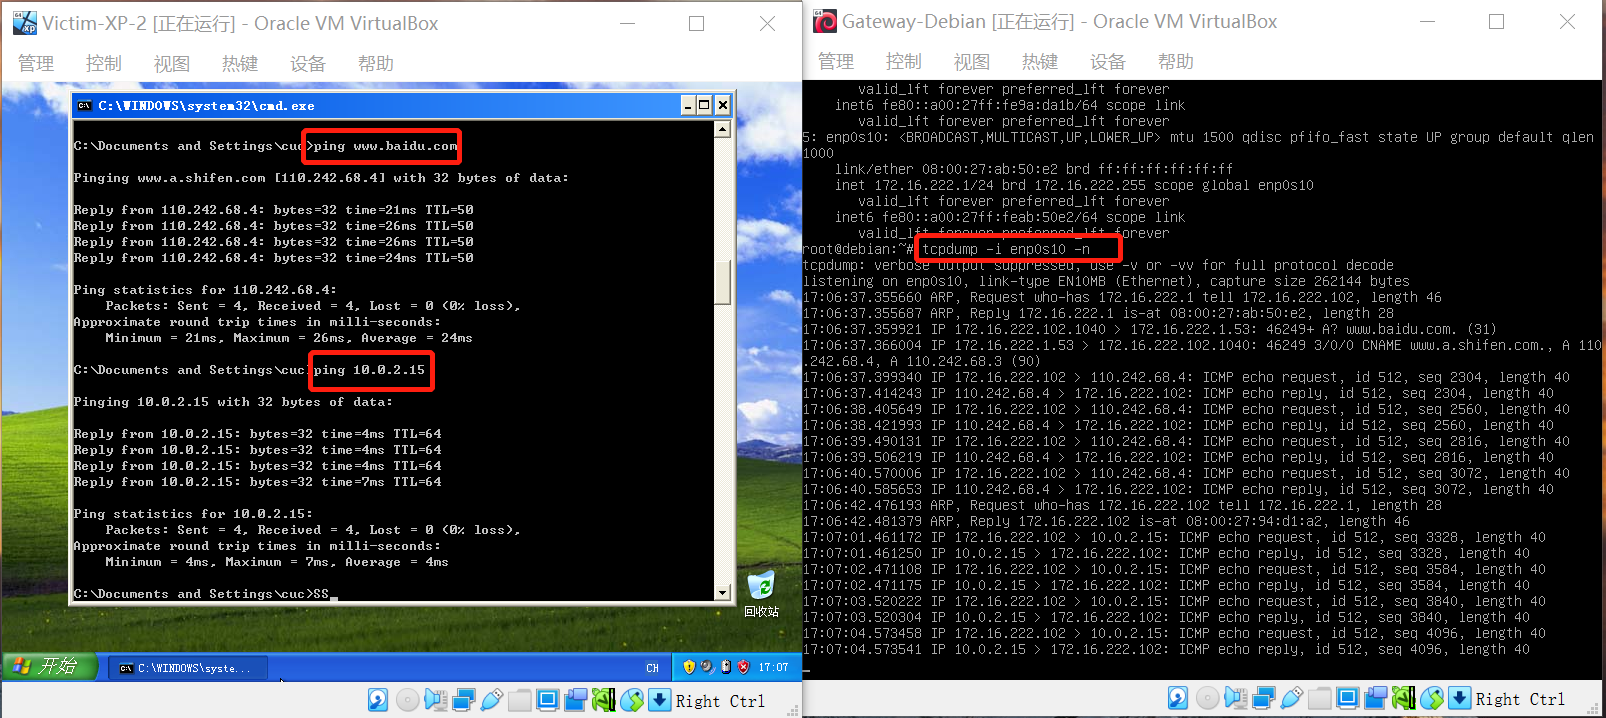 Victim-XP-2 [正在运行] - Oracle VM VirtualBox
管理 控制 视图 热键 设备 帮助
C:\WINDOWS\system32\cmd.exe
C:\Documents and Settings\cuc>ping www.baidu.com
Pinging www.a.shifen.com [110.242.68.4] with 32 bytes of data:
Reply from 110.242.68.4: bytes=32 time=21ms TTL=50
Reply from 110.242.68.4: bytes=32 time=26ms TTL=50
Reply from 110.242.68.4: bytes=32 time=26ms TTL=50
Reply from 110.242.68.4: bytes=32 time=24ms TTL=50
Ping statistics for 110.242.68.4:
Packets: Sent = 4, Received = 4, Lost = 0 (0% loss),
Approximate round trip times in milli-seconds:
Minimum = 21ms, Maximum = 26ms, Average = 24ms
C:\Documents and Settings\cuc>ping 10.0.2.15
Pinging 10.0.2.15 with 32 bytes of data:
Reply from 10.0.2.15: bytes=32 time=4ms TTL=64
Reply from 10.0.2.15: bytes=32 time=4ms TTL=64
Reply from 10.0.2.15: bytes=32 time=4ms TTL=64
Reply from 10.0.2.15: bytes=32 time=7ms TTL=64
Ping statistics for 10.0.2.15:
Packets: Sent = 4, Received = 4, Lost = 0 (0% loss),
Approximate round trip times in milli-seconds:
Minimum = 4ms, Maximum = 7ms, Average = 4ms
C:\Documents and Settings\cuc>SS_
回收站
开始
C:\WINDOWS\syste...
CH
17:07
Right Ctrl
Gateway-Debian [正在运行] - Oracle VM VirtualBox
管理 控制 视图 热键 设备 帮助
valid_lft forever preferred_lft forever
inet6 fe80::a00:27ff:fe9a:da1b/64 scope link
valid_lft forever preferred_lft forever
5: enp0s10: <BROADCAST,MULTICAST,UP,LOWER_UP> mtu 1500 qdisc pfifo_fast state UP group default qlen
1000
link/ether 08:00:27:ab:50:e2 brd ff:ff:ff:ff:ff:ff
inet 172.16.222.1/24 brd 172.16.222.255 scope global enp0s10
valid_lft forever preferred_lft forever
inet6 fe80::a00:27ff:feab:50e2/64 scope link
valid_lft forever preferred_lft forever
root@debian:~# tcpdump -i enp0s10 -n
tcpdump: verbose output suppressed, use -v or -vv for full protocol decode
listening on enp0s10, link-type EN10MB (Ethernet), capture size 262144 bytes
17:06:37.355660 ARP, Request who-has 172.16.222.1 tell 172.16.222.102, length 46
17:06:37.355687 ARP, Reply 172.16.222.1 is-at 08:00:27:ab:50:e2, length 28
17:06:37.359921 IP 172.16.222.102.1040 > 172.16.222.1.53: 46249+ A? www.baidu.com. (31)
17:06:37.366004 IP 172.16.222.1.53 > 172.16.222.102.1040: 46249 3/0/0 CNAME www.a.shifen.com., A 110
.242.68.4, A 110.242.68.3 (90)
17:06:37.399340 IP 172.16.222.102 > 110.242.68.4: ICMP echo request, id 512, seq 2304, length 40
17:06:37.414243 IP 110.242.68.4 > 172.16.222.102: ICMP echo reply, id 512, seq 2304, length 40
17:06:38.405649 IP 172.16.222.102 > 110.242.68.4: ICMP echo request, id 512, seq 2560, length 40
17:06:38.421993 IP 110.242.68.4 > 172.16.222.102: ICMP echo reply, id 512, seq 2560, length 40
17:06:39.490131 IP 172.16.222.102 > 110.242.68.4: ICMP echo request, id 512, seq 2816, length 40
17:06:39.506219 IP 110.242.68.4 > 172.16.222.102: ICMP echo reply, id 512, seq 2816, length 40
17:06:40.570006 IP 172.16.222.102 > 110.242.68.4: ICMP echo request, id 512, seq 3072, length 40
17:06:40.585653 IP 110.242.68.4 > 172.16.222.102: ICMP echo reply, id 512, seq 3072, length 40
17:06:42.476193 ARP, Request who-has 172.16.222.102 tell 172.16.222.1, length 28
17:06:42.481379 ARP, Reply 172.16.222.102 is-at 08:00:27:94:d1:a2, length 46
17:07:01.461172 IP 172.16.222.102 > 10.0.2.15: ICMP echo request, id 512, seq 3328, length 40
17:07:01.461250 IP 10.0.2.15 > 172.16.222.102: ICMP echo reply, id 512, seq 3328, length 40
17:07:02.471108 IP 172.16.222.102 > 10.0.2.15: ICMP echo request, id 512, seq 3584, length 40
17:07:02.471175 IP 10.0.2.15 > 172.16.222.102: ICMP echo reply, id 512, seq 3584, length 40
17:07:03.520222 IP 172.16.222.102 > 10.0.2.15: ICMP echo request, id 512, seq 3840, length 40
17:07:03.520304 IP 10.0.2.15 > 172.16.222.102: ICMP echo reply, id 512, seq 3840, length 40
17:07:04.573458 IP 172.16.222.102 > 10.0.2.15: ICMP echo request, id 512, seq 4096, length 40
17:07:04.573541 IP 10.0.2.15 > 172.16.222.102: ICMP echo reply, id 512, seq 4096, length 40
Right Ctrl